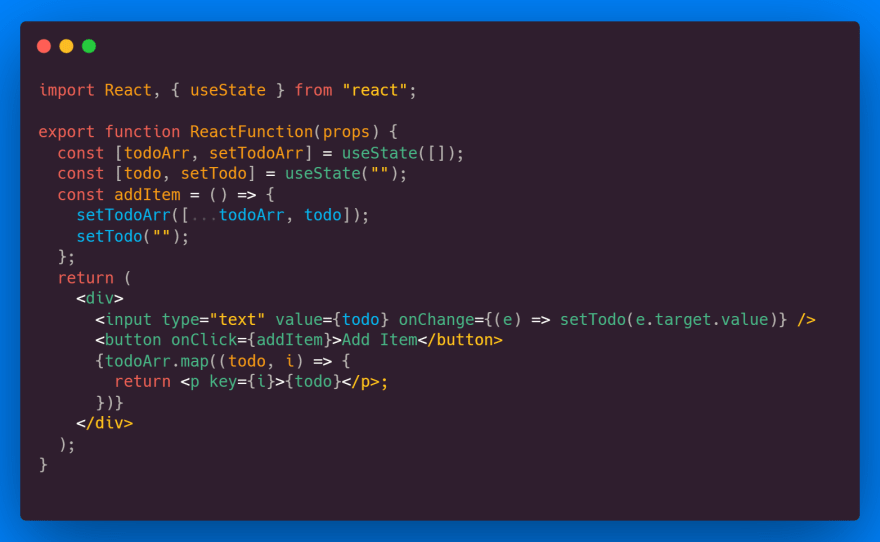 import React, { useState } from "react";

export function ReactFunction(props) {
  const [todoArr, setTodoArr] = useState([]);
  const [todo, setTodo] = useState("");
  const addItem = () => {
    setTodoArr([...todoArr, todo]);
    setTodo("");
  };
  return (
    <div>
      <input type="text" value={todo} onChange={(e) => setTodo(e.target.value)} />
      <button onClick={addItem}>Add Item</button>
      {todoArr.map((todo, i) => {
        return <p key={i}>{todo}</p>;
      })}
    </div>
  );
}